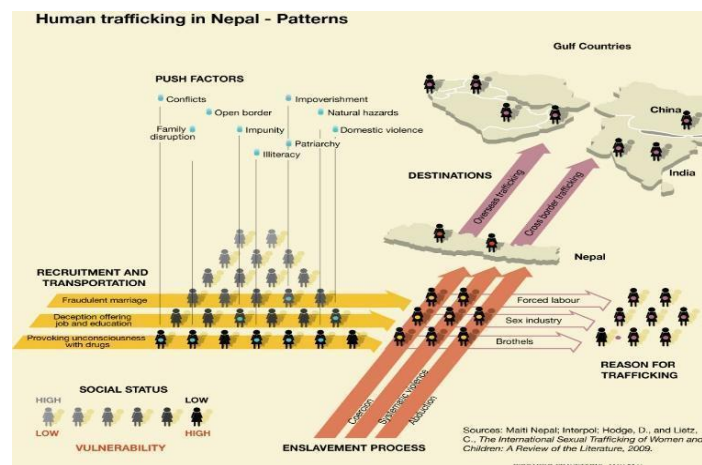 Human trafficking in Nepal - Patterns
Gulf Countries
PUSH FACTORS
Conflicts
Impoverishment
Open border
Natural hazards
China
Family
disruption
Impunity
Domestic violence
Patriarchy
Illiteracy
India
DESTINATIONS
Overseas trafficking
Cross border trafficking
Nepal
RECRUITMENT AND
TRANSPORTATION
Fraudulent marriage
Forced labour
Deception offering
job and education
Sex industry
Provoking unconsciousness
with drugs
Brothels
REASON FOR
TRAFFICKING
SOCIAL STATUS
HIGH
LOW
LOW
HIGH
VULNERABILITY
Coercion
Systematic violence
Abduction
ENSLAVEMENT PROCESS
Sources: Maiti Nepal; Interpol; Hodge, D., and Lietz,
C., The International Sexual Trafficking of Women and
Children: A Review of the Literature, 2009.